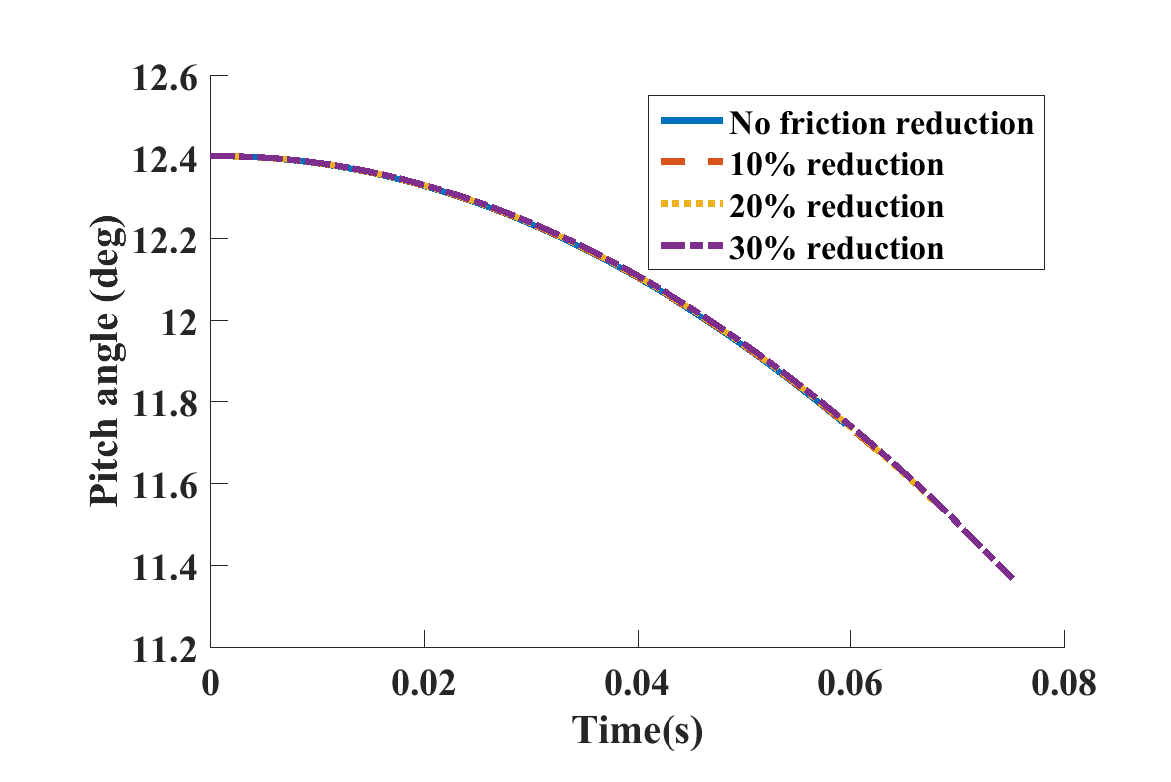 12.6
12.4
12.2
12
11.8
11.6
11.4
11.2
Pitch angle (deg)
No friction reduction
10% reduction
20% reduction
30% reduction
0 0.02 0.04 0.06 0.08
Time(s)